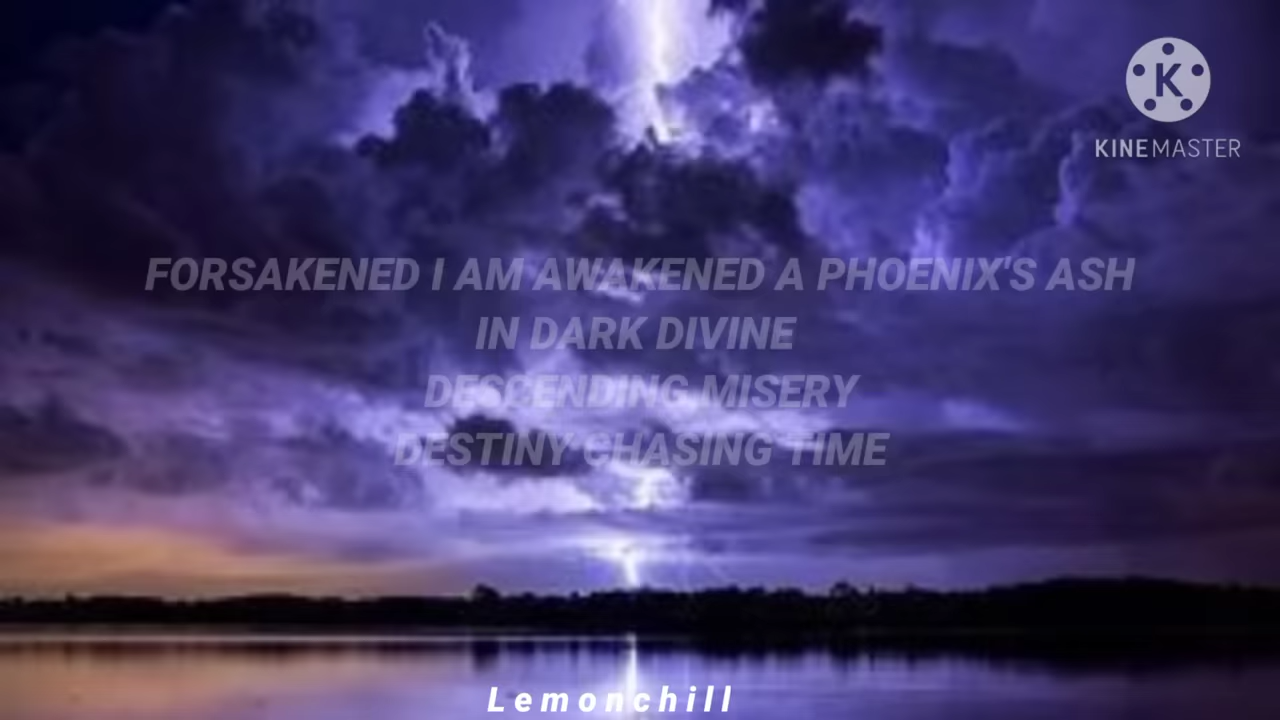 K
KINEMASTER
FORSAKENED I AM AWAKENED A PHOENIX'S ASH
IN DARK DIVINE
DESCENDING MISERY
DESTINY CHASING TIME
Lemonchill